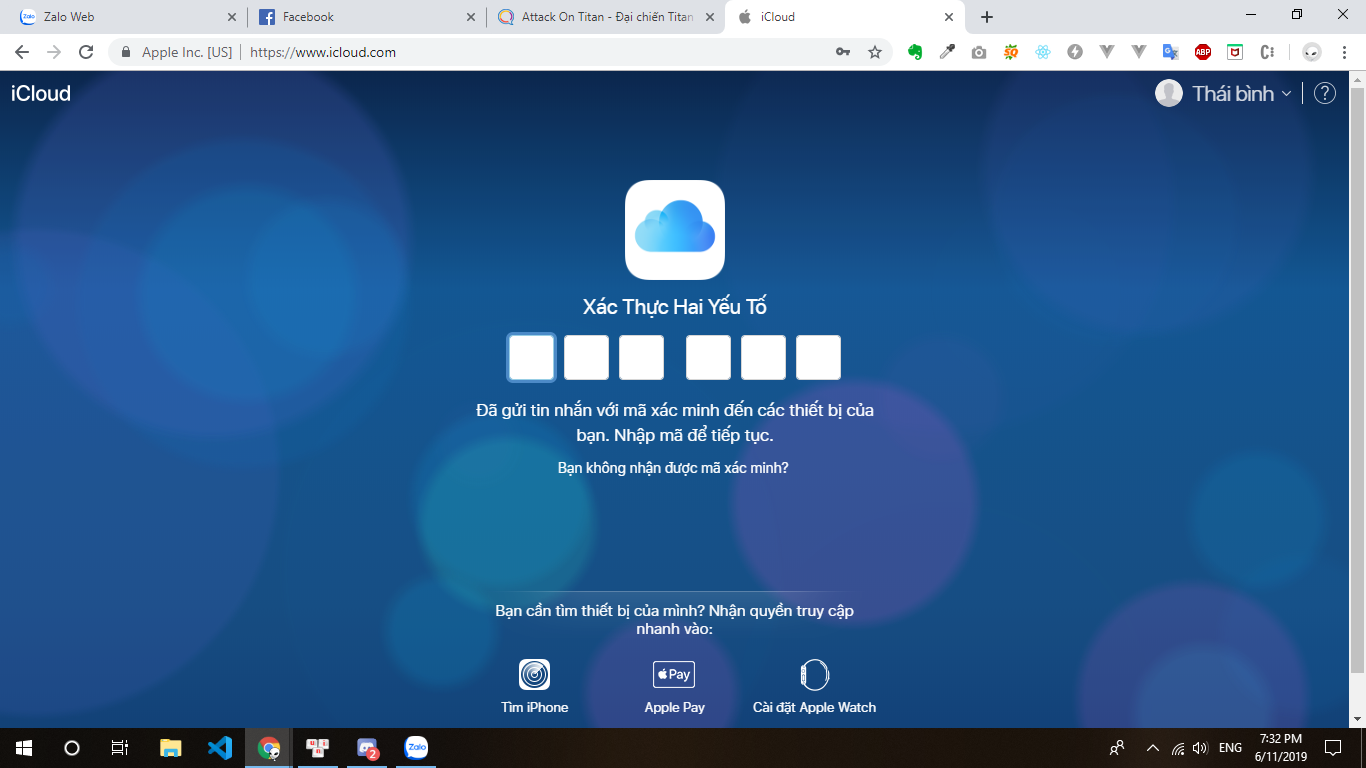 Zalo Web
Facebook
Attack On Titan - Đại chiến Titan
iCloud
Apple Inc. [US]
https://www.icloud.com
iCloud
Thái bình
Xác Thực Hai Yếu Tố
Đã gửi tin nhắn với mã xác minh đến các thiết bị của
bạn. Nhập mã để tiếp tục.
Bạn không nhận được mã xác minh?
Bạn cần tìm thiết bị của mình? Nhận quyền truy cập
nhanh vào:
Pay
Tìm iPhone
Apple Pay
Cài đặt Apple Watch
2
Zalo
ENG
7:32 PM
6/11/2019